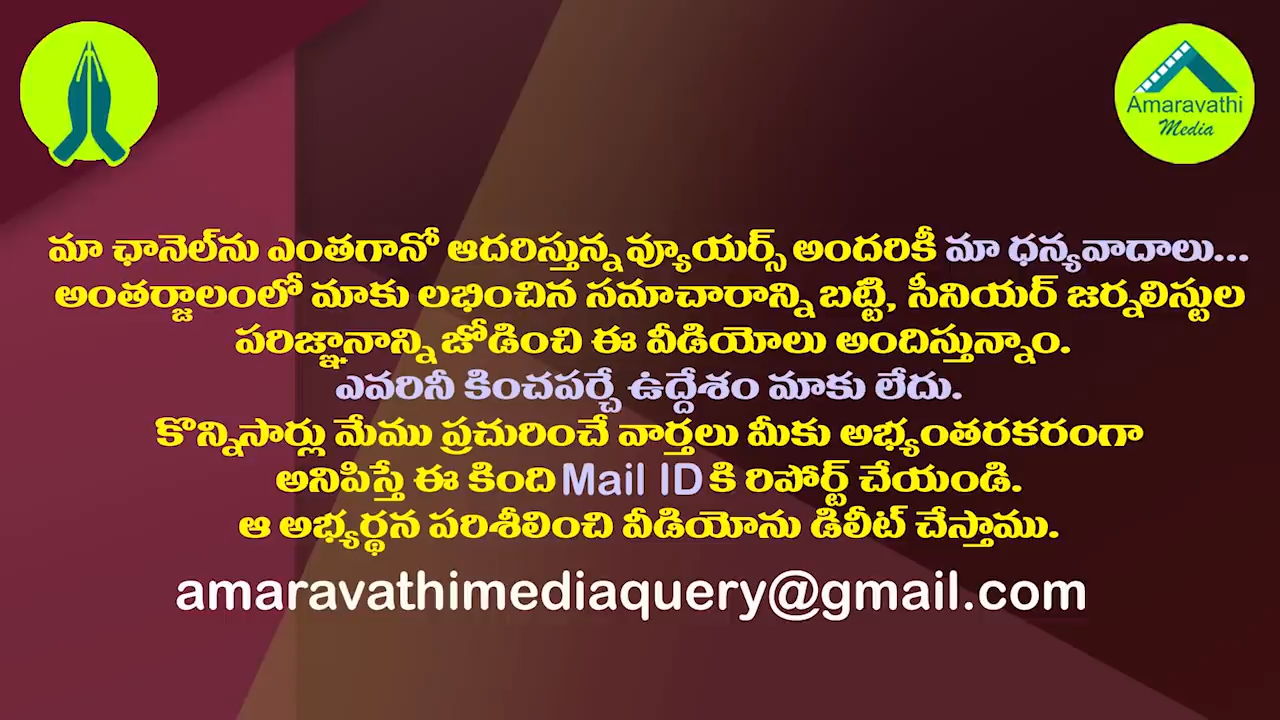 Amaravathi
Media
మా ఛానెల్‌ను ఎంతగానో ఆదరిస్తున్న వ్యూయర్స్ అందరికీ మా ధన్యవాదాలు...
అంతర్జాలంలో మాకు లభించిన సమాచారాన్ని బట్టి, సీనియర్ జర్నలిస్టుల
పరిజ్ఞానాన్ని జోడించి ఈ వీడియోలు అందిస్తున్నాం.
ఎవరినీ కించపర్చే ఉద్దేశం మాకు లేదు.
కొన్నిసార్లు మేము ప్రచురించే వార్తలు మీకు అభ్యంతరకరంగా
అనిపిస్తే ఈ కింది Mail ID కి రిపోర్ట్ చేయండి.
ఆ అభ్యర్థన పరిశీలించి వీడియోను డిలీట్ చేస్తాము.
amaravathimediaquery@gmail.com